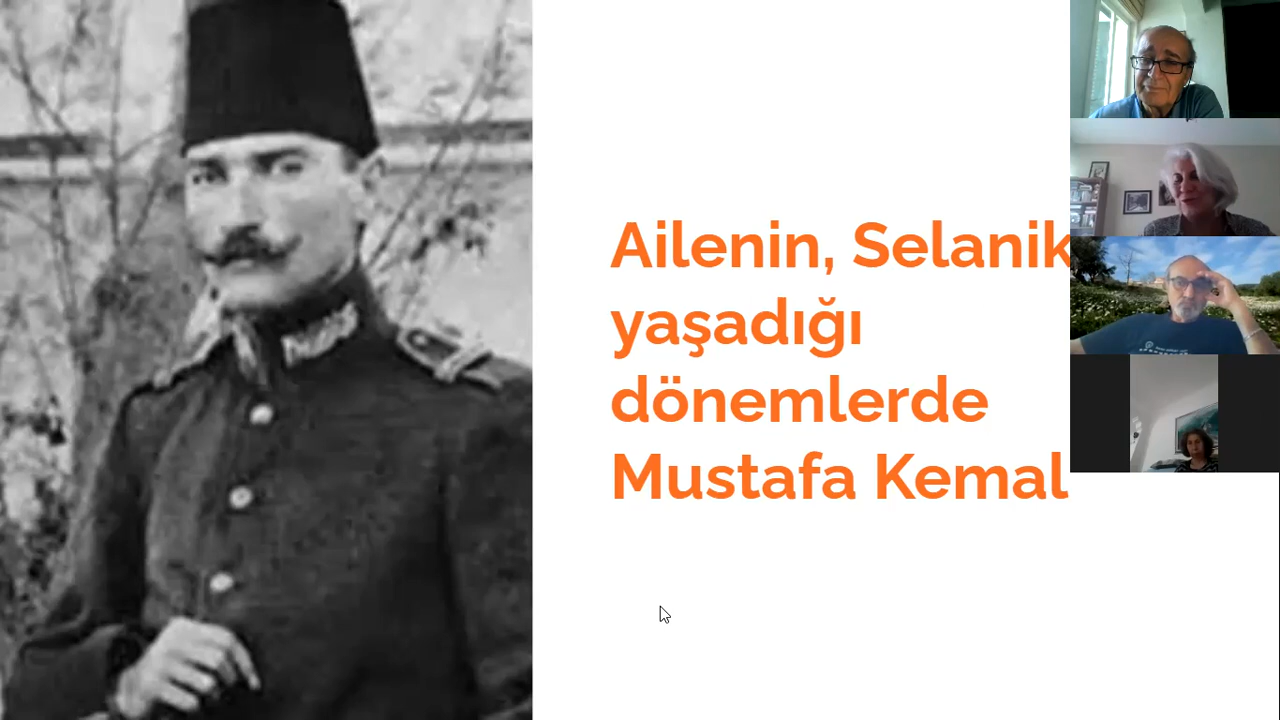 Ailenin, Selanik
yaşadığı
dönemlerde
Mustafa Kemal